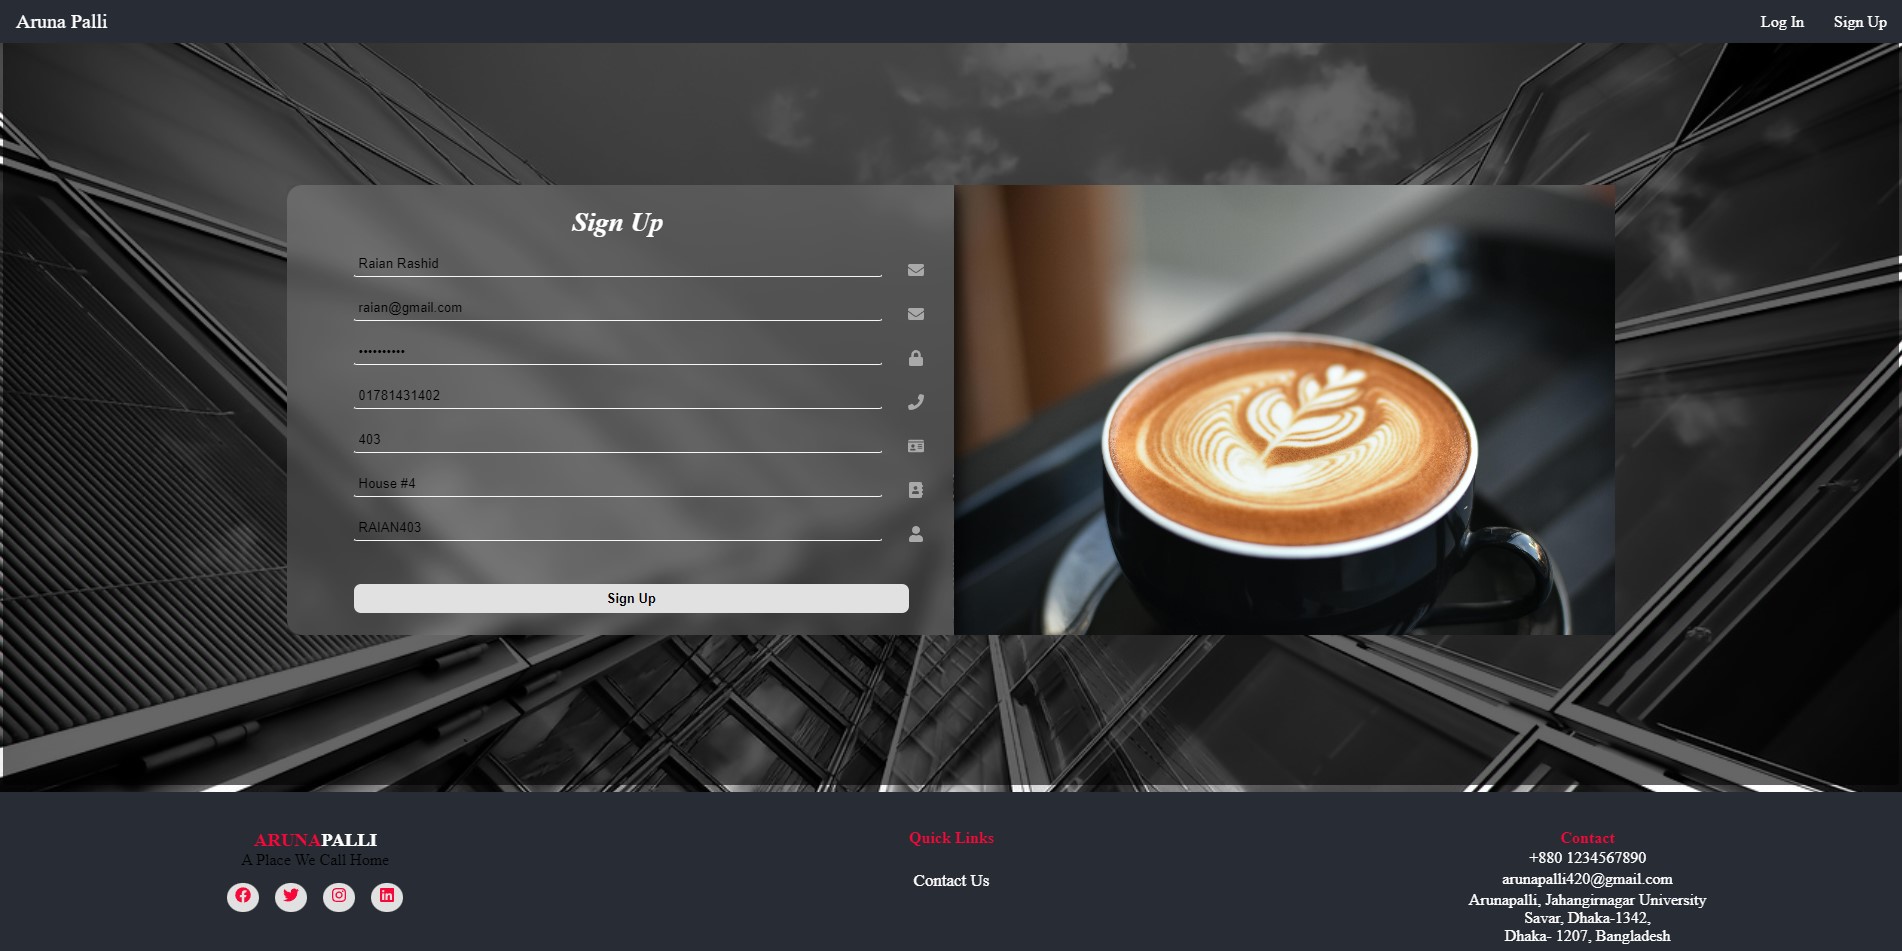 Aruna Palli
Log In
Sign Up
Sign Up
Raian Rashid
raian@gmail.com
••••••••••
01781431402
403
House #4
RAIAN403
Sign Up
ARUNAPALLI
A Place We Call Home
Quick Links
Contact Us
Contact
+880 1234567890
arunapalli420@gmail.com
Arunapalli, Jahangirnagar University
Savar, Dhaka-1342,
Dhaka- 1207, Bangladesh